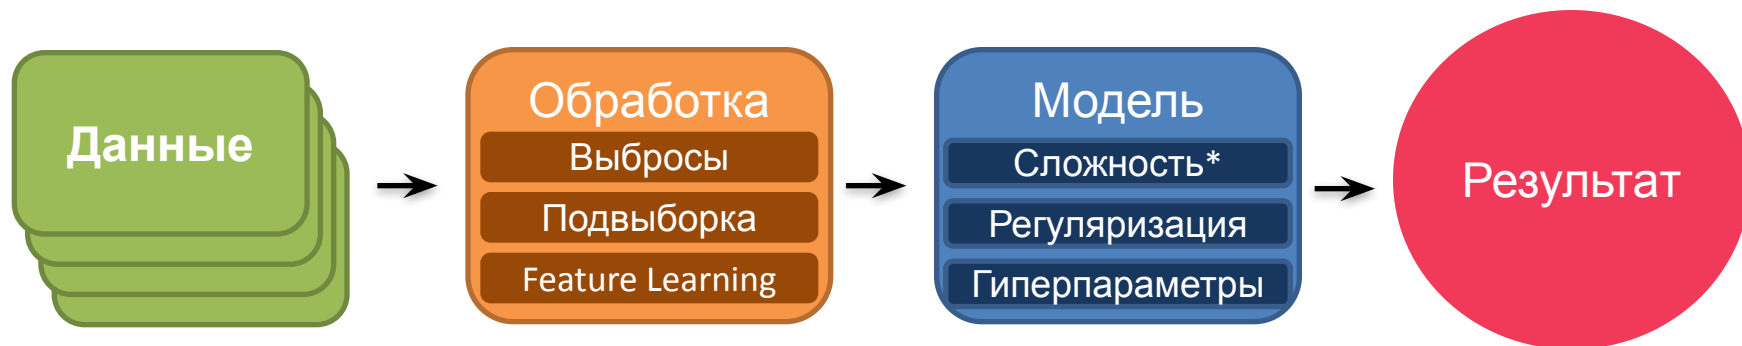 Данные
Обработка
Выбросы
Подвыборка
Feature Learning
Модель
Сложность*
Регуляризация
Гиперпараметры
Результат